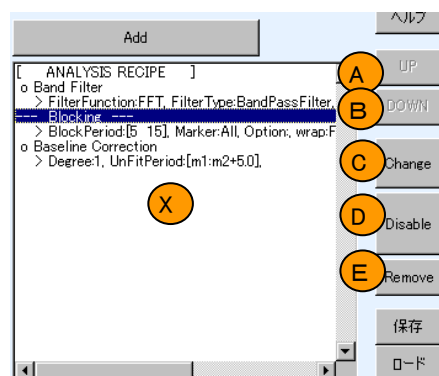 ヘルプ
Add
[ ANALYSIS RECIPE ]
o Band Filter
> FilterFunction:FFT, FilterType:BandPassFilter,
--- Blocking ---
> BlockPeriod:[5 15], Marker:All, Option:, wrap:F
o Baseline Correction
> Degree:1, UnFitPeriod:[m1:m2+5.0],
X
A
UP
B
DOWN
C
Change
D
Disable
E
Remove
保存
ロード